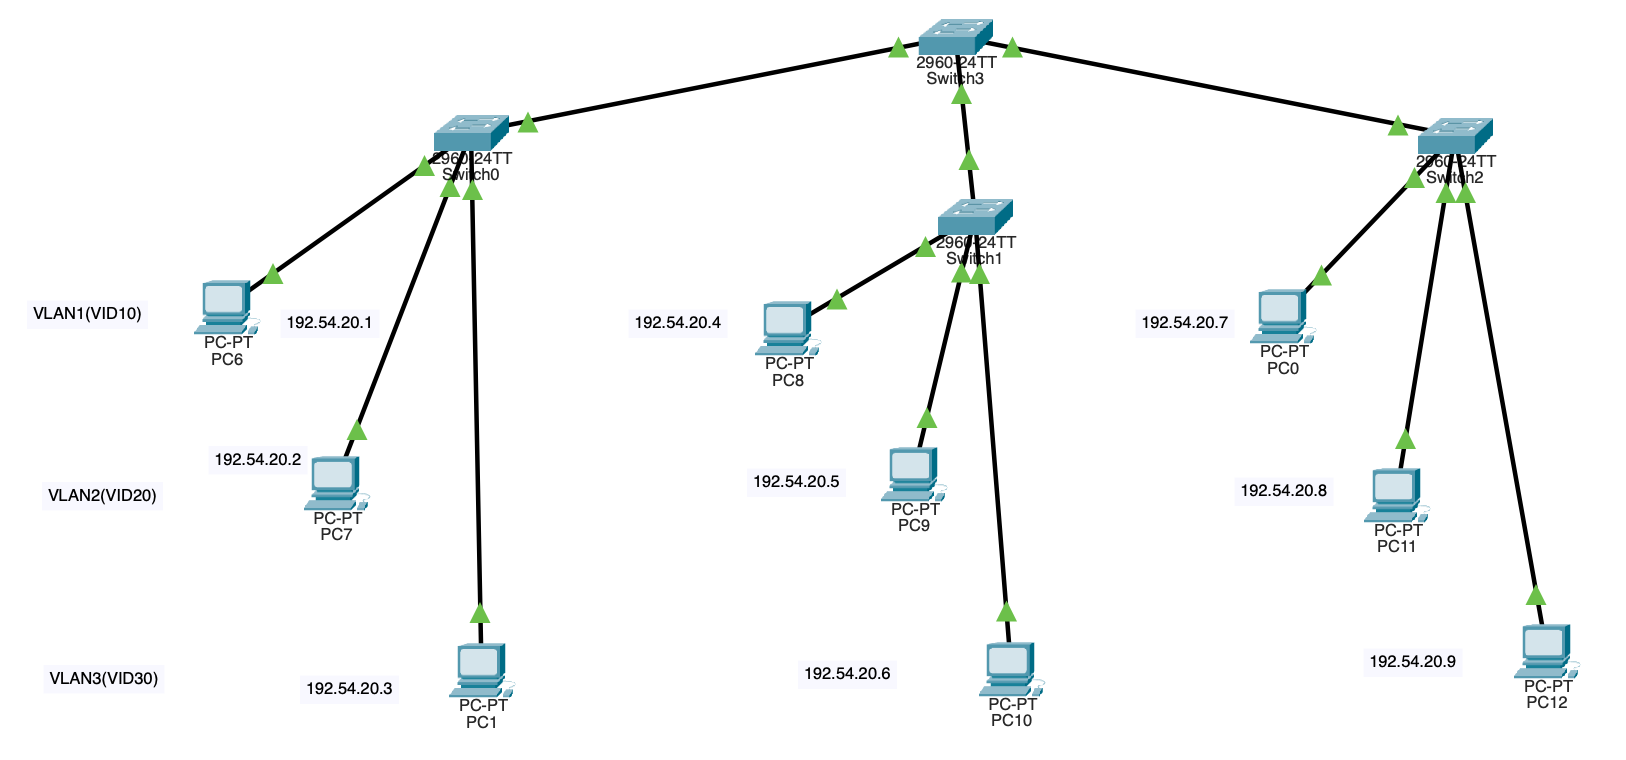 2960-24TT
Switch3
2960-24TT
Switch0
2960-24TT
Switch2
2960-24TT
Switch1
VLAN1(VID10)
192.54.20.1
PC-PT
PC6
192.54.20.4
PC-PT
PC8
192.54.20.7
PC-PT
PC0
VLAN2(VID20)
192.54.20.2
PC-PT
PC7
192.54.20.5
PC-PT
PC9
192.54.20.8
PC-PT
PC11
VLAN3(VID30)
192.54.20.3
PC-PT
PC1
192.54.20.6
PC-PT
PC10
192.54.20.9
PC-PT
PC12